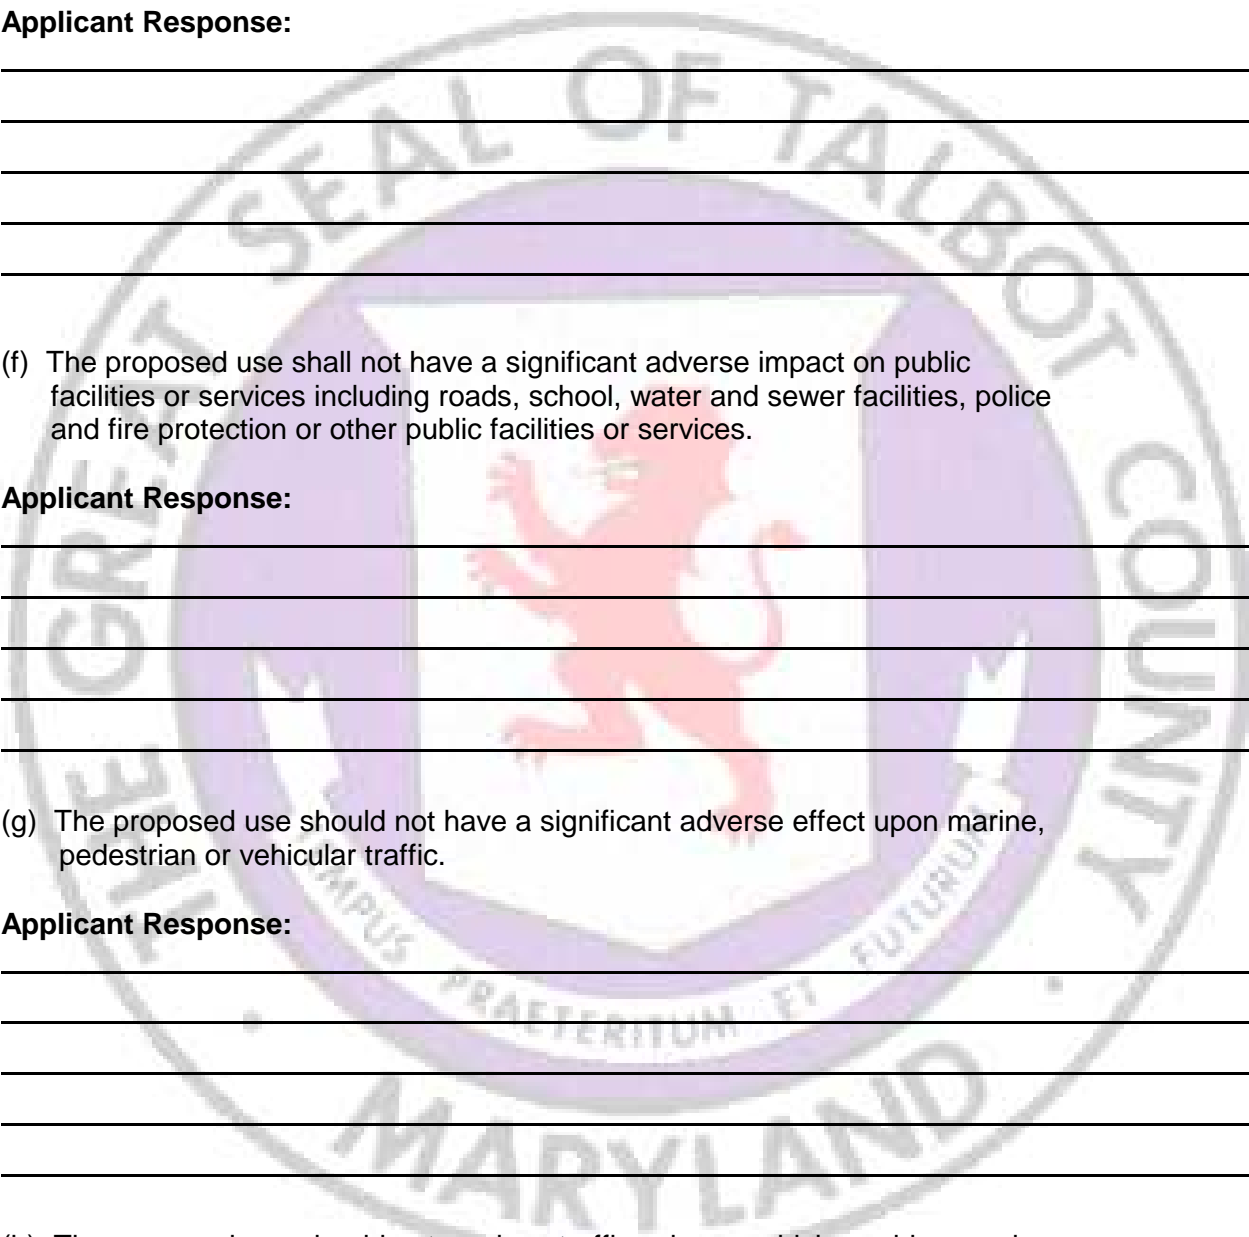 Applicant Response:
(f) The proposed use shall not have a significant adverse impact on public
facilities or services including roads, school, water and sewer facilities, police
and fire protection or other public facilities or services.
Applicant Response:
(g) The proposed use should not have a significant adverse effect upon marine,
pedestrian or vehicular traffic.
Applicant Response:
THE GREAT SEAL OF TALBOT COUNTY
MARYLAND
PRAETERITUM ET FUTURUM